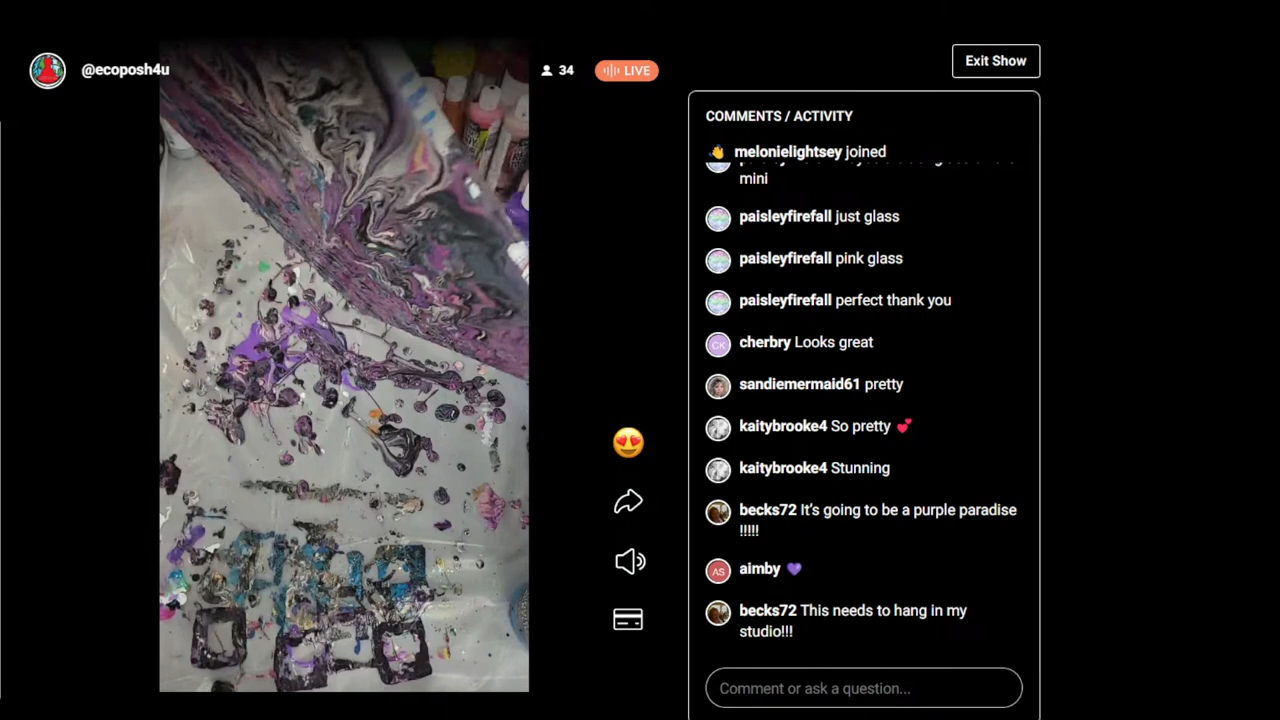 @ecoposh4u
34
LIVE
Exit Show
COMMENTS / ACTIVITY
melonielightsey joined
mini
paisleyfirefall just glass
paisleyfirefall pink glass
paisleyfirefall perfect thank you
CK
cherbry Looks great
sandiemermaid61 pretty
kaitybrooke4 So pretty 💕
kaitybrooke4 Stunning
becks72 It's going to be a purple paradise
!!!!!
AS
aimby 💜
becks72 This needs to hang in my
studio!!!
Comment or ask a question...